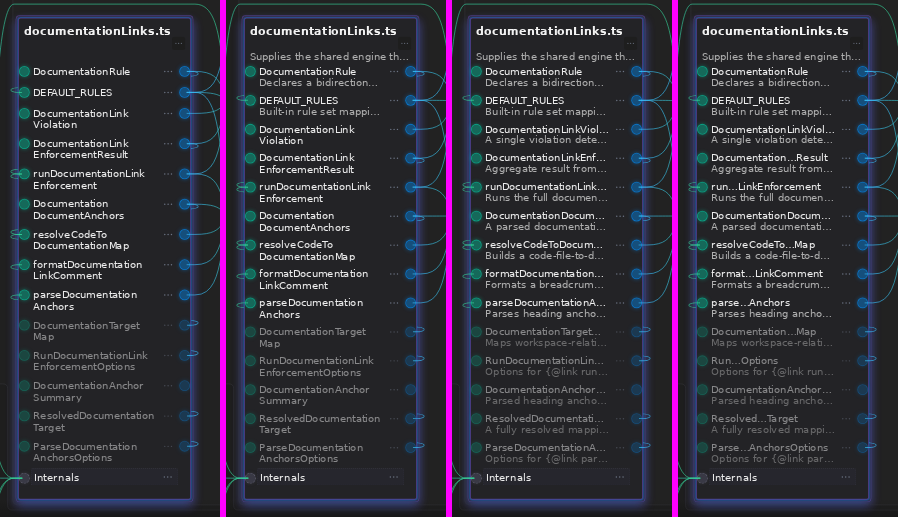 documentationLinks.ts
...
DocumentationRule ...
DEFAULT_RULES ...
DocumentationLink ...
Violation
DocumentationLink ...
EnforcementResult
runDocumentationLink ...
Enforcement
Documentation ...
DocumentAnchors
resolveCodeTo ...
DocumentationMap
formatDocumentation ...
LinkComment
parseDocumentation ...
Anchors
DocumentationTarget ...
Map
RunDocumentationLink ...
EnforcementOptions
DocumentationAnchor ...
Summary
ResolvedDocumentation ...
Target
ParseDocumentation ...
AnchorsOptions
Internals ...
documentationLinks.ts
...
Supplies the shared engine th...
DocumentationRule ...
Declares a bidirection...
DEFAULT_RULES ...
Built-in rule set mappi...
DocumentationLink ...
Violation
DocumentationLink ...
EnforcementResult
runDocumentationLink ...
Enforcement
Documentation ...
DocumentAnchors
resolveCodeTo ...
DocumentationMap
formatDocumentation ...
LinkComment
parseDocumentation ...
Anchors
DocumentationTarget ...
Map
RunDocumentationLink ...
EnforcementOptions
DocumentationAnchor ...
Summary
ResolvedDocumentation ...
Target
ParseDocumentation ...
AnchorsOptions
Internals ...
documentationLinks.ts
...
Supplies the shared engine th...
DocumentationRule ...
Declares a bidirection...
DEFAULT_RULES ...
Built-in rule set mappi...
DocumentationLinkViol... ...
A single violation dete...
DocumentationLinkEnf... ...
Aggregate result from...
runDocumentationLink... ...
Runs the full documen...
DocumentationDocum... ...
A parsed documentati...
resolveCodeToDocum... ...
Builds a code-file-to-d...
formatDocumentation... ...
Formats a breadcrum...
parseDocumentationA... ...
Parses heading ancho...
DocumentationTarget... ...
Maps workspace-relati...
RunDocumentationLin... ...
Options for {@link run...
DocumentationAnchor... ...
Parsed heading ancho...
ResolvedDocumentati... ...
A fully resolved mappi...
ParseDocumentationA... ...
Options for {@link par...
Internals ...
documentationLinks.ts
...
Supplies the shared engine th...
DocumentationRule ...
Declares a bidirection...
DEFAULT_RULES ...
Built-in rule set mappi...
DocumentationLinkViol... ...
A single violation dete...
Documentation...Result ...
Aggregate result from...
run...LinkEnforcement ...
Runs the full documen...
DocumentationDocum... ...
A parsed documentati...
resolveCodeTo...Map ...
Builds a code-file-to-d...
format...LinkComment ...
Formats a breadcrum...
parse...Anchors ...
Parses heading ancho...
Documentation...Map ...
Maps workspace-relati...
Run...Options ...
Options for {@link run...
DocumentationAnchor... ...
Parsed heading ancho...
Resolved...Target ...
A fully resolved mappi...
Parse...AnchorsOptions ...
Options for {@link par...
Internals ...